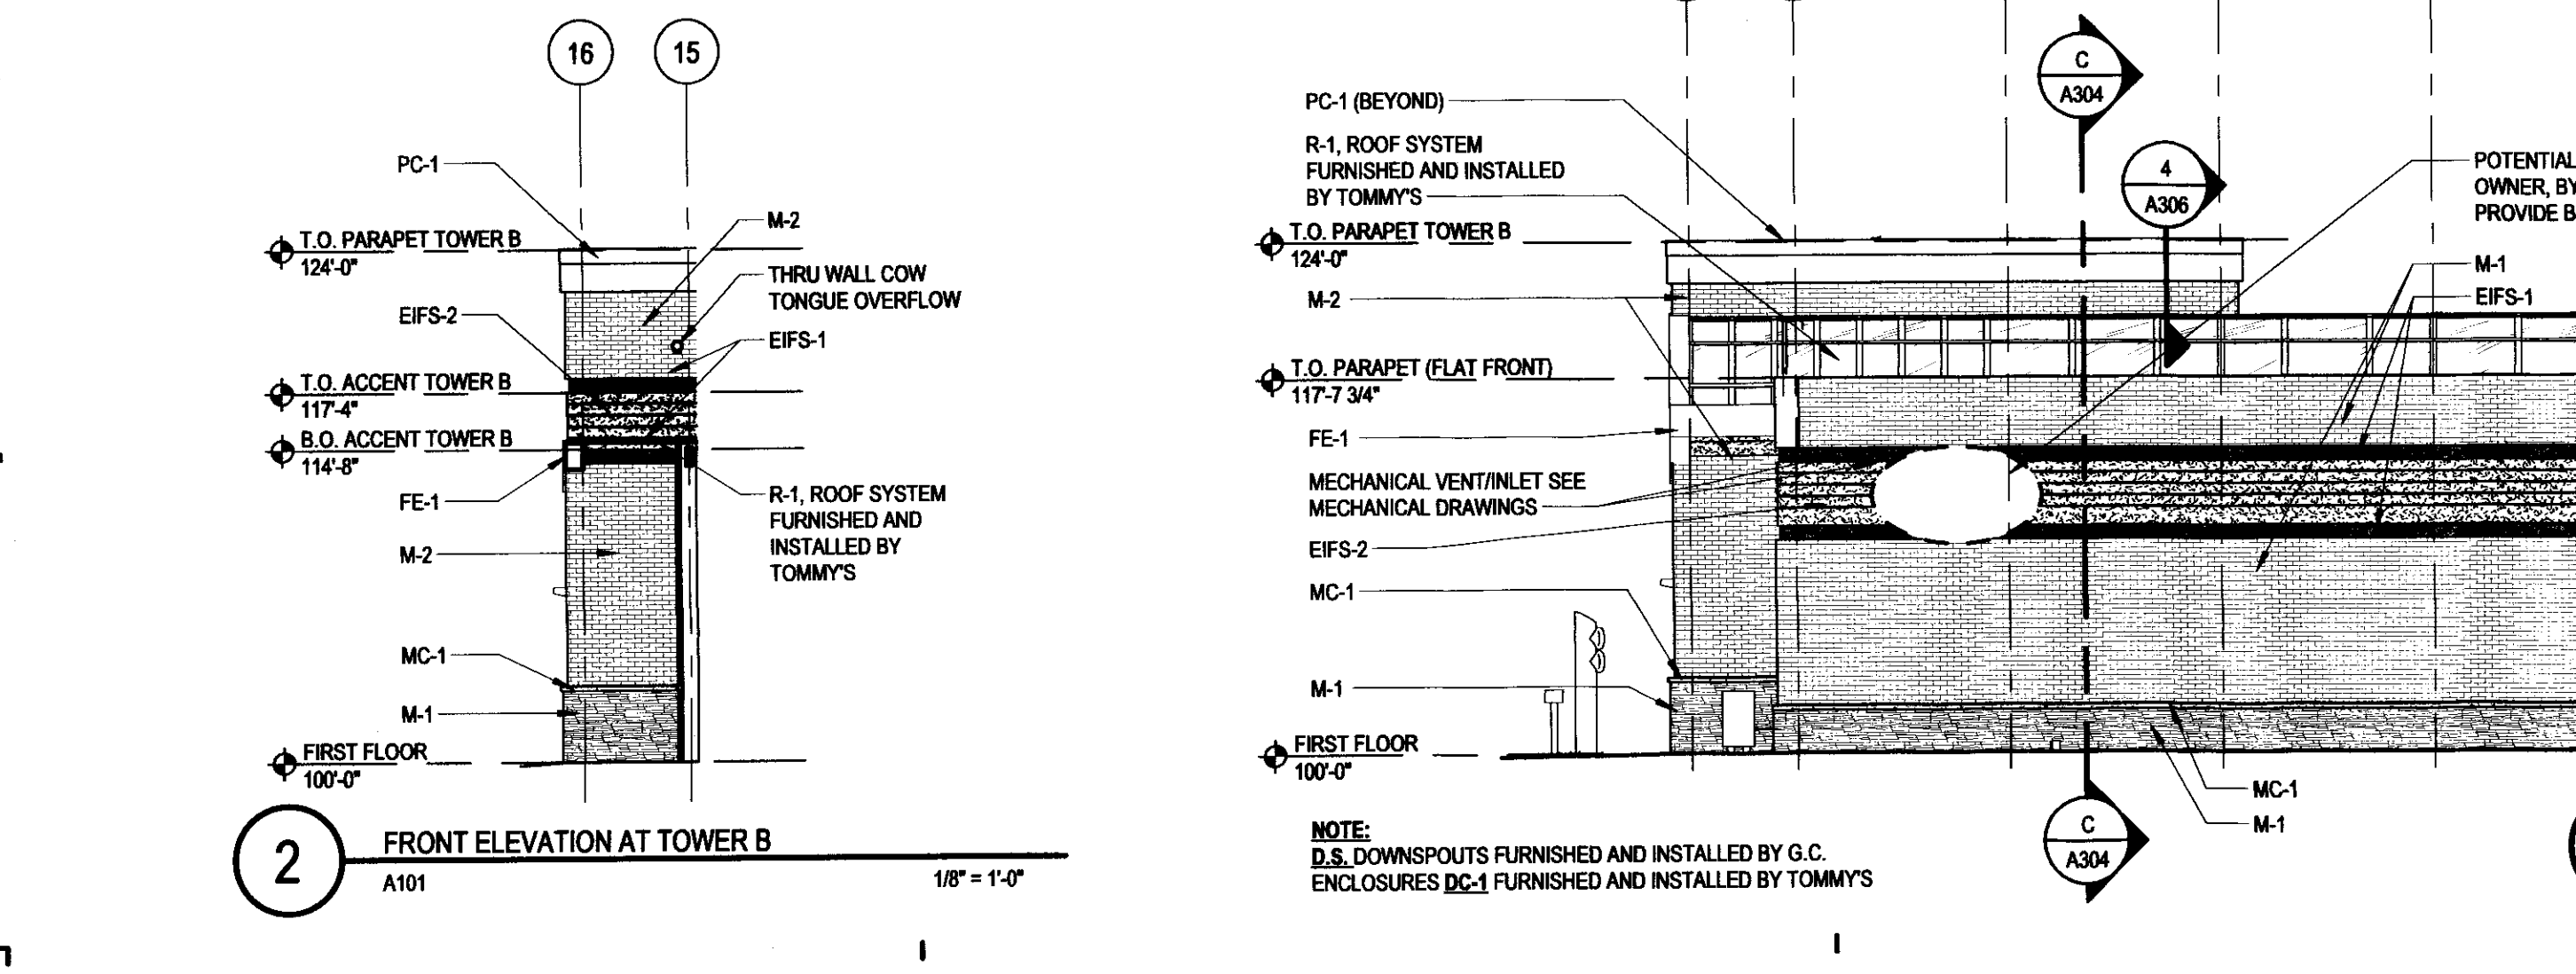 16
15
PC-1
M-2
T.O. PARAPET TOWER B
124'-0"
THRU WALL COW
TONGUE OVERFLOW
EIFS-2
EIFS-1
T.O. ACCENT TOWER B
117'-4"
B.O. ACCENT TOWER B
114'-8"
FE-1
R-1, ROOF SYSTEM
FURNISHED AND
INSTALLED BY
TOMMY'S
M-2
MC-1
M-1
FIRST FLOOR
100'-0"
2
FRONT ELEVATION AT TOWER B
A101
1/8" = 1'-0"
C
A304
4
A306
PC-1 (BEYOND)
R-1, ROOF SYSTEM
FURNISHED AND INSTALLED
BY TOMMY'S
T.O. PARAPET TOWER B
124'-0"
M-2
T.O. PARAPET (FLAT FRONT)
117'-7 3/4"
FE-1
MECHANICAL VENT/INLET SEE
MECHANICAL DRAWINGS
EIFS-2
MC-1
M-1
FIRST FLOOR
100'-0"
POTENTIAL
OWNER, BY
PROVIDE B
M-1
EIFS-1
MC-1
M-1
C
A304
NOTE:
D.S. DOWNSPOUTS FURNISHED AND INSTALLED BY G.C.
ENCLOSURES DC-1 FURNISHED AND INSTALLED BY TOMMY'S